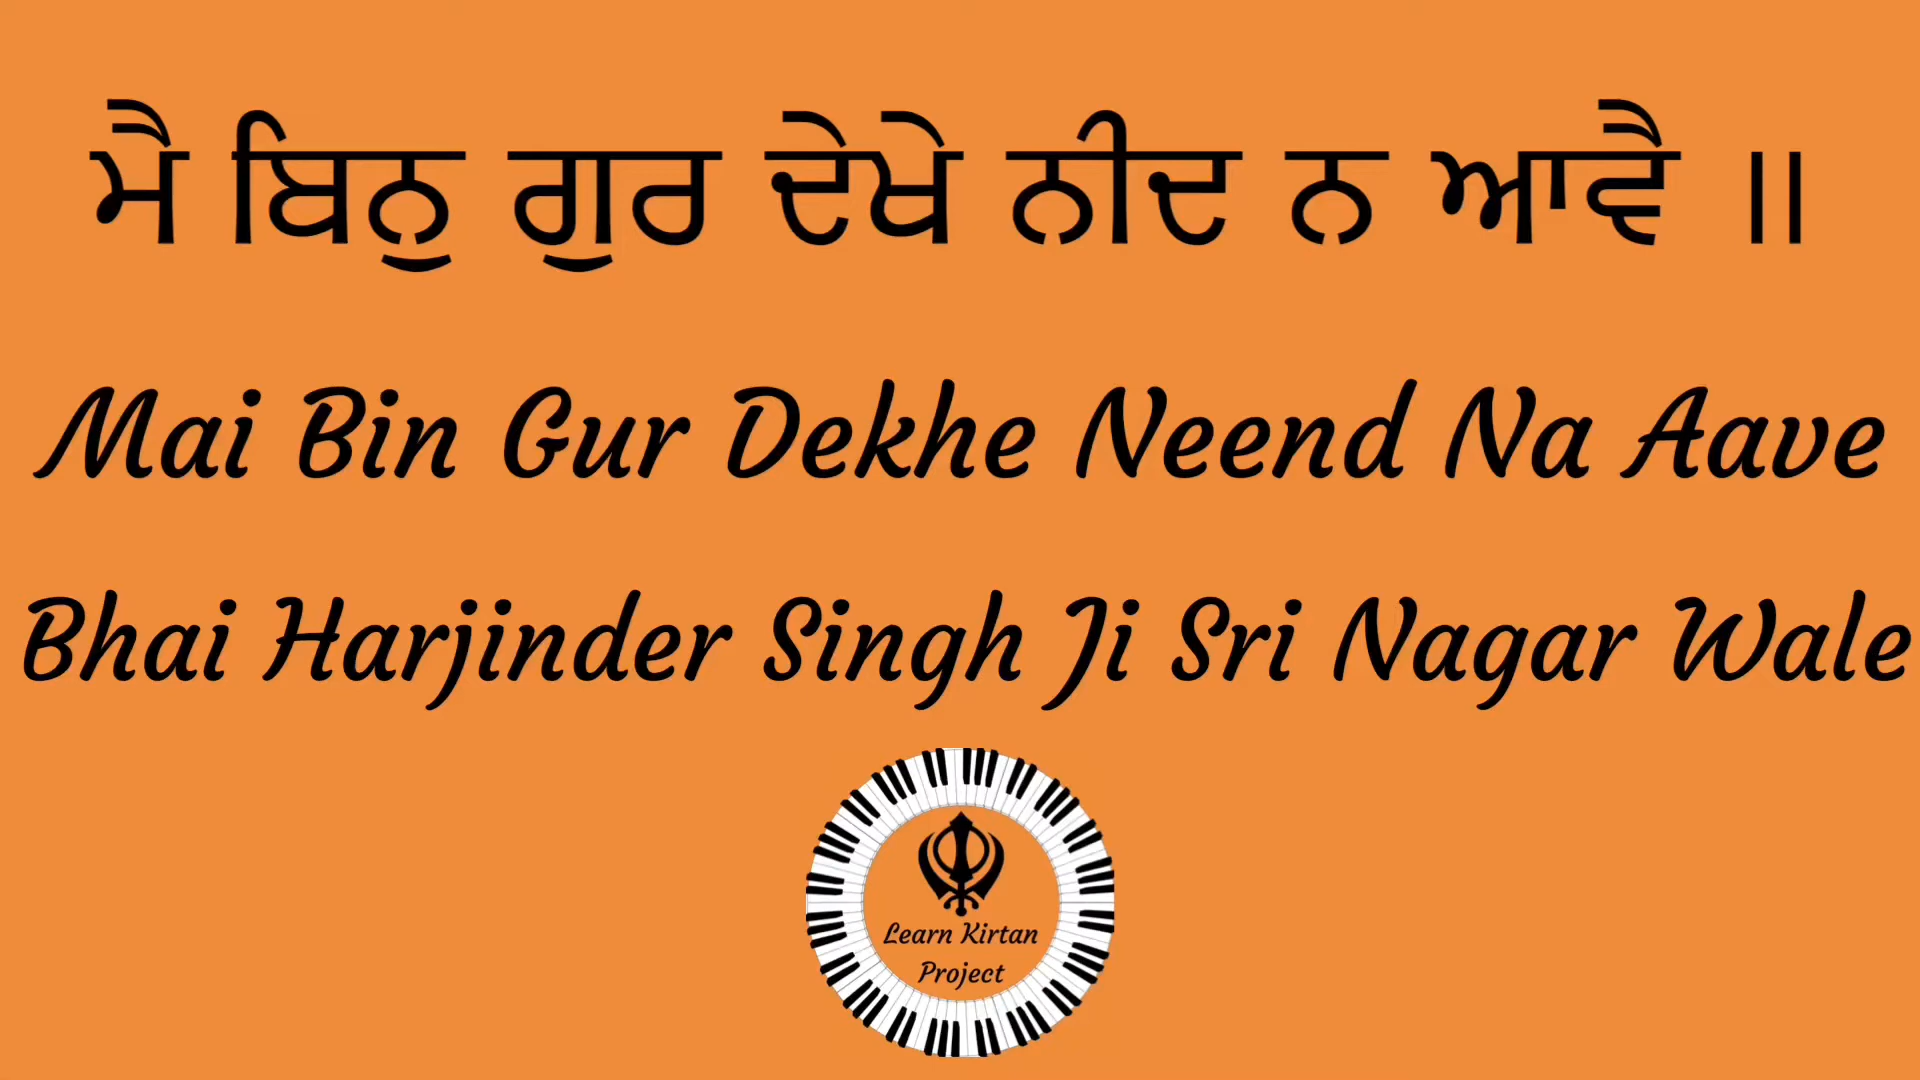 ਮੈ ਬਿਨੁ ਗੁਰ ਦੇਖੇ ਨੀਦ ਨ ਆਵੈ ॥
Mai Bin Gur Dekhe Neend Na Aave
Bhai Harjinder Singh Ji Sri Nagar Wale
Learn Kirtan
Project